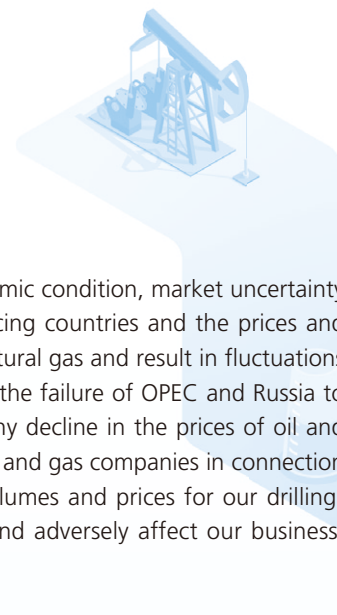 mic condition, market uncertainty
cing countries and the prices and
tural gas and result in fluctuations
the failure of OPEC and Russia to
ny decline in the prices of oil and
and gas companies in connection
lumes and prices for our drilling
nd adversely affect our business